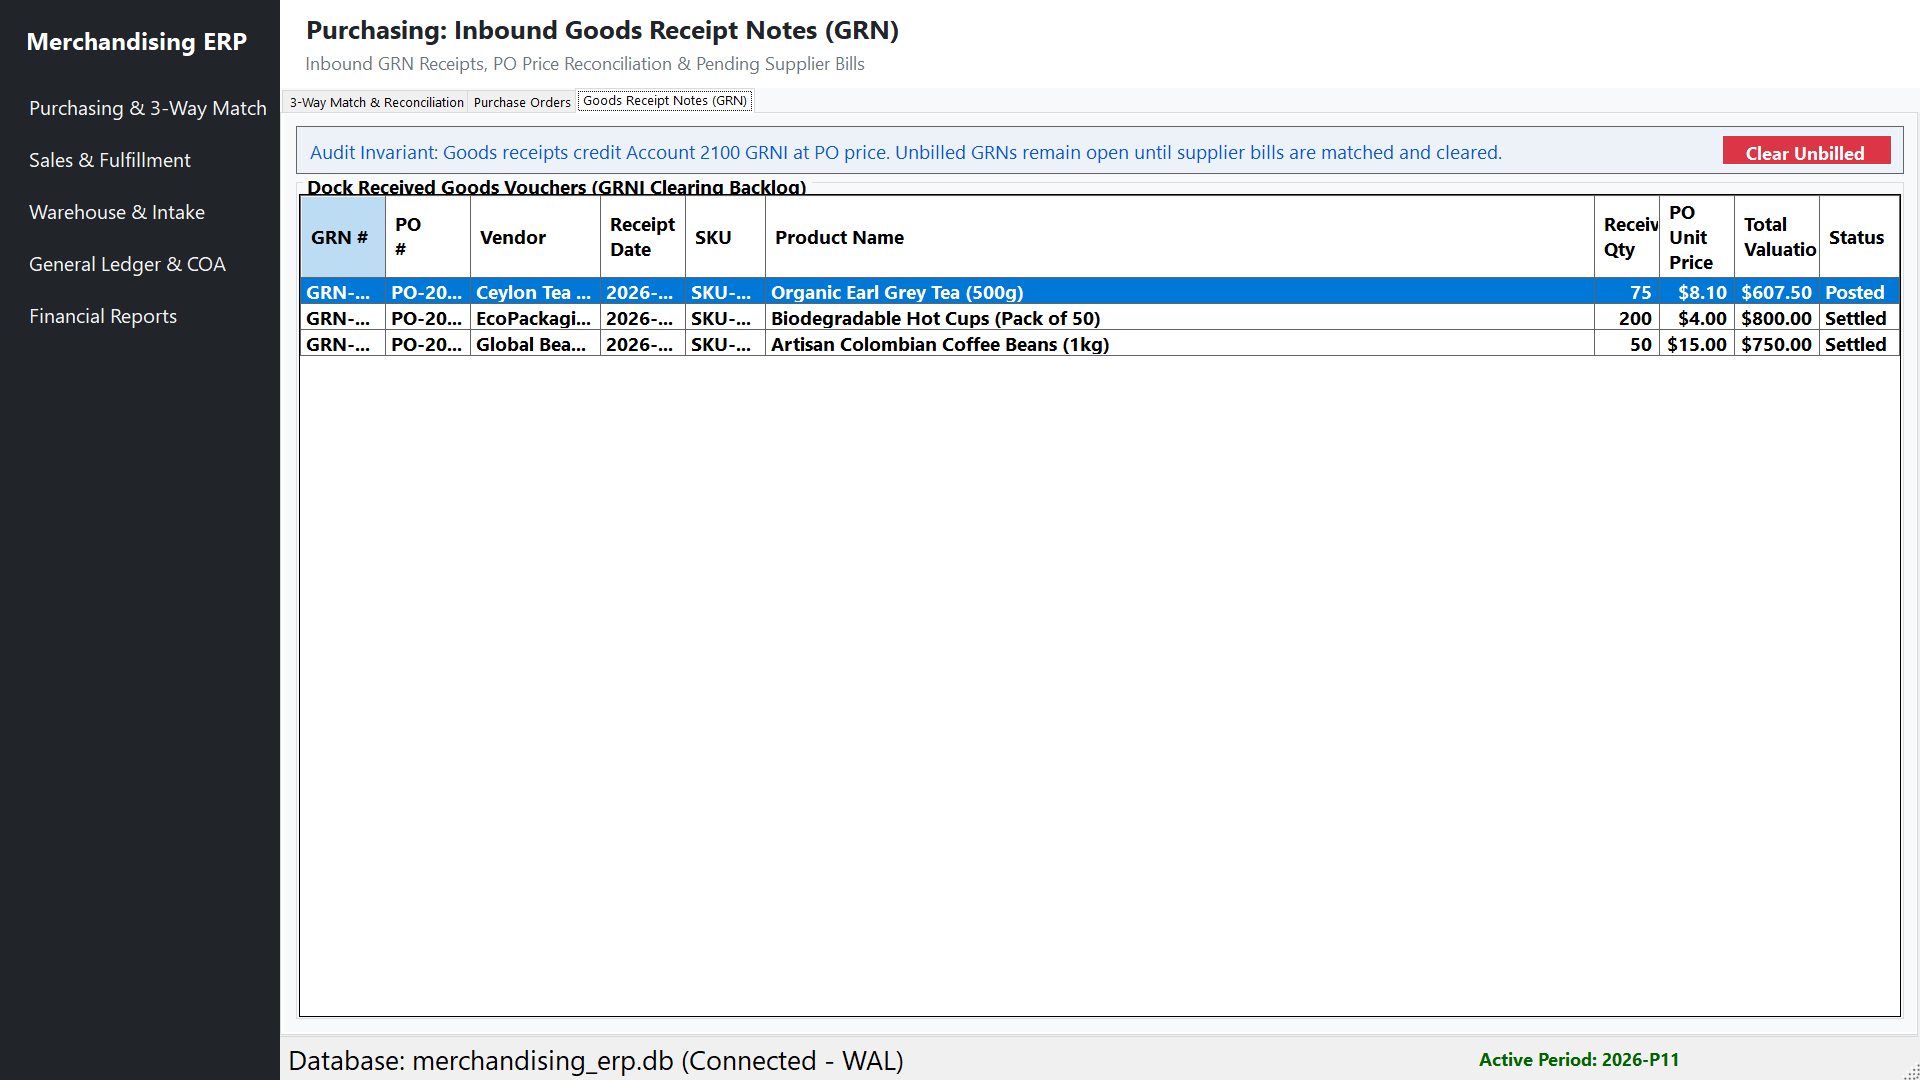 Merchandising ERP
Purchasing & 3-Way Match
Sales & Fulfillment
Warehouse & Intake
General Ledger & COA
Financial Reports
Purchasing: Inbound Goods Receipt Notes (GRN)
Inbound GRN Receipts, PO Price Reconciliation & Pending Supplier Bills
3-Way Match & Reconciliation Purchase Orders Goods Receipt Notes (GRN)
Audit Invariant: Goods receipts credit Account 2100 GRNI at PO price. Unbilled GRNs remain open until supplier bills are matched and cleared.
Clear Unbilled
Dock Received Goods Vouchers (GRNI Clearing Backlog)
GRN # PO # Vendor Receipt Date SKU Product Name Receiv Qty PO Unit Price Total Valuatio Status
GRN-... PO-20... Ceylon Tea ... 2026-... SKU-... Organic Earl Grey Tea (500g) 75 $8.10 $607.50 Posted
GRN-... PO-20... EcoPackagi... 2026-... SKU-... Biodegradable Hot Cups (Pack of 50) 200 $4.00 $800.00 Settled
GRN-... PO-20... Global Bea... 2026-... SKU-... Artisan Colombian Coffee Beans (1kg) 50 $15.00 $750.00 Settled
Database: merchandising_erp.db (Connected - WAL)
Active Period: 2026-P11